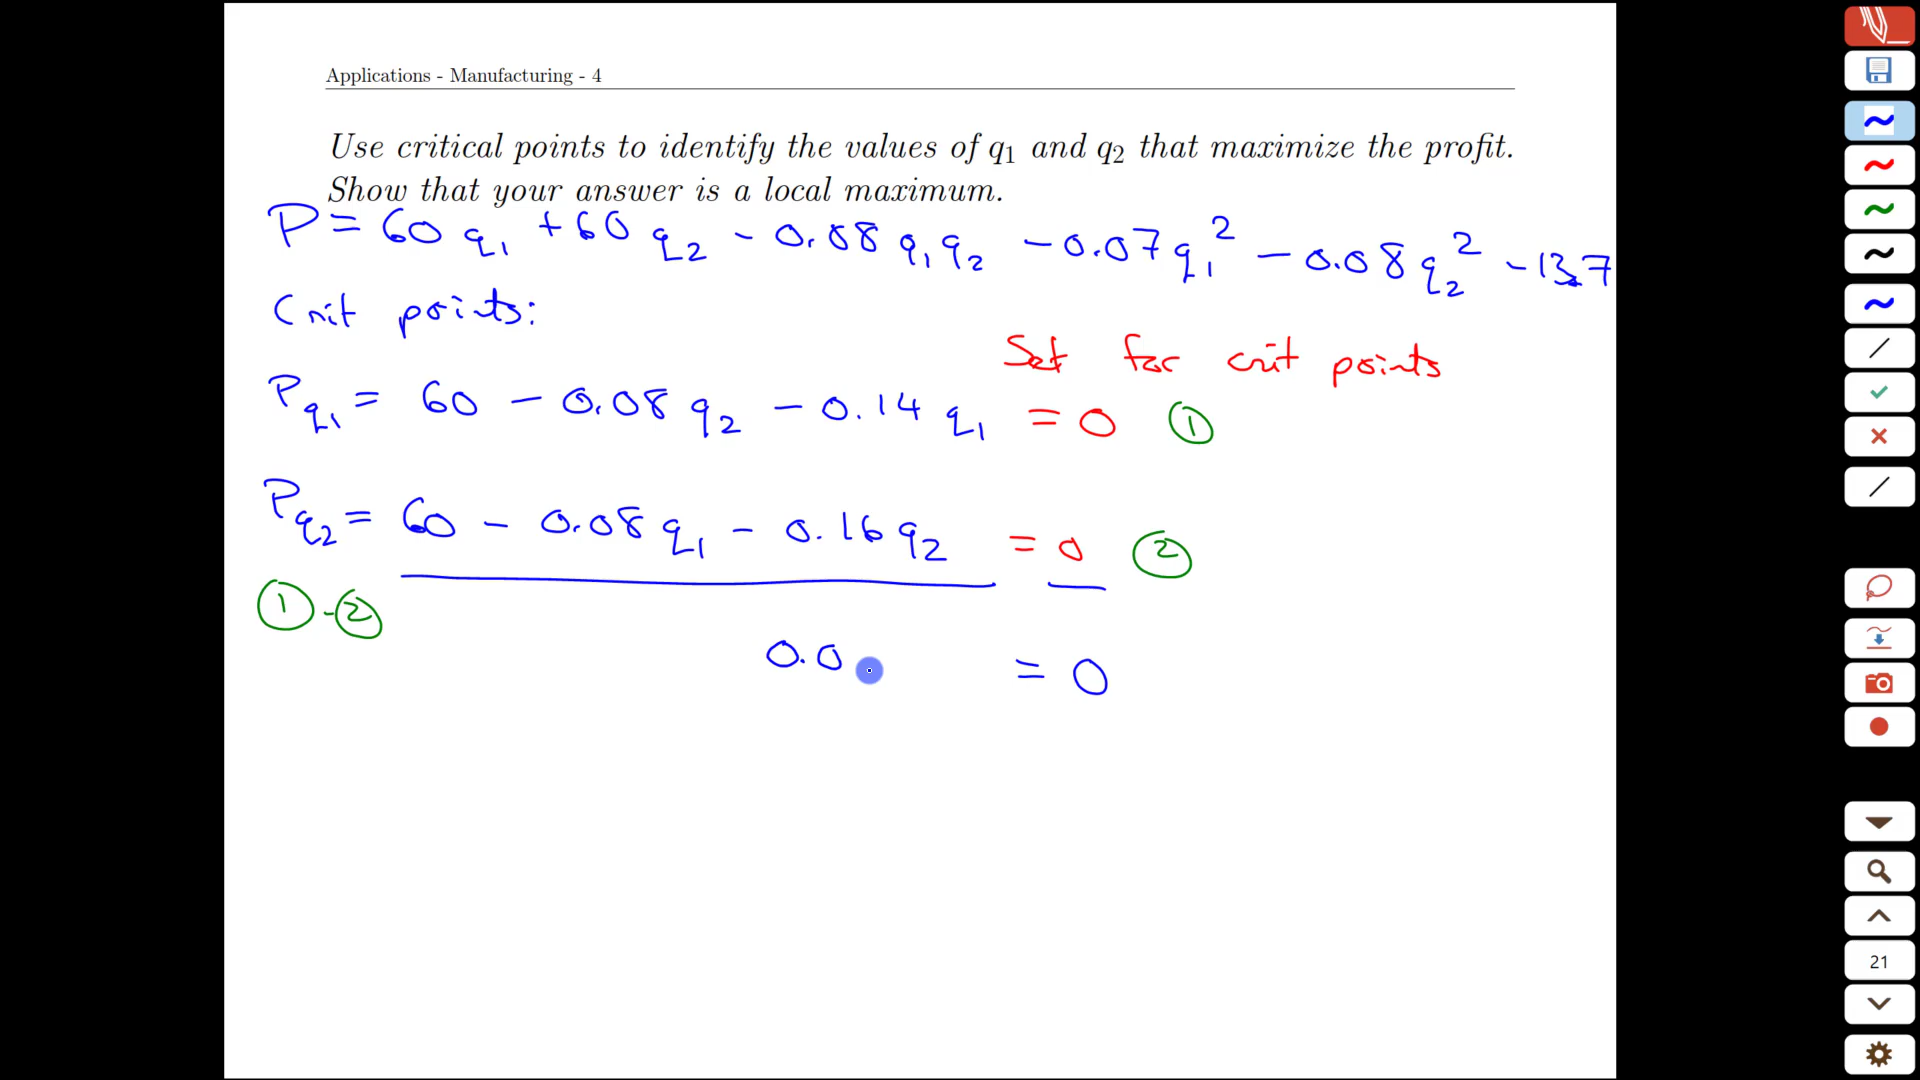 Applications - Manufacturing - 4
Use critical points to identify the values of q₁ and q₂ that maximize the profit.
Show that your answer is a local maximum.
P = 60 q₁ + 60 q₂ - 0.08 q₁q₂ - 0.07 q₁² - 0.08 q₂² - 13.7
Crit points:
Set for crit points
P_q₁ = 60 - 0.08 q₂ - 0.14 q₁ = 0 ①
P_q₂ = 60 - 0.08 q₁ - 0.16 q₂ = 0 ②
① - ②
0.0 = 0
21